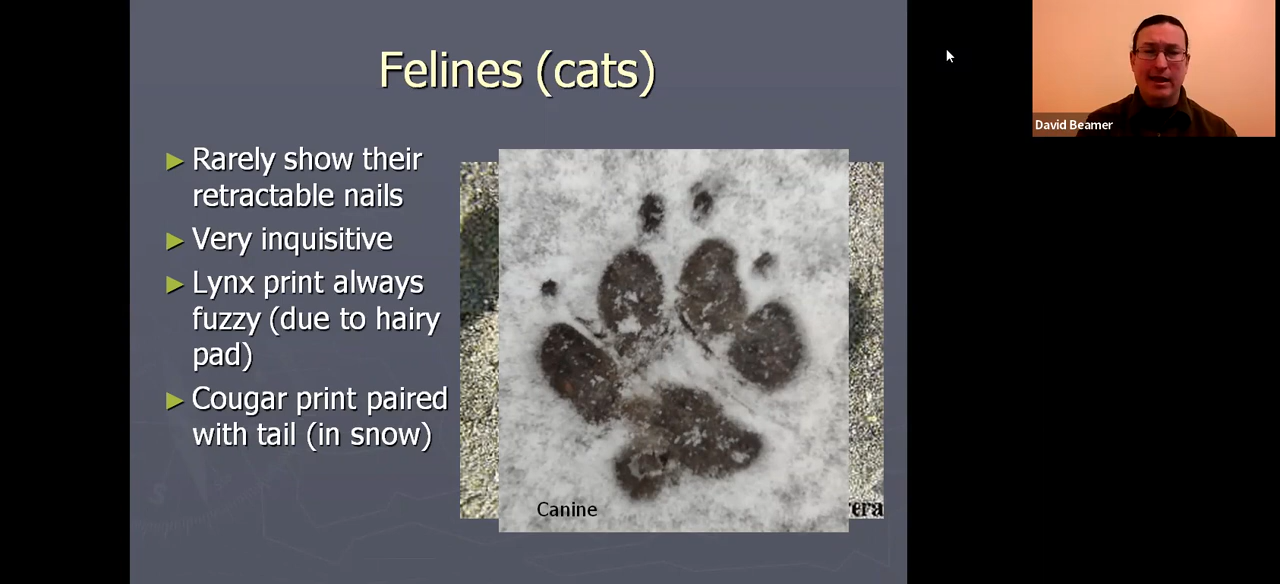 Felines (cats)
David Beamer
► Rarely show their
retractable nails
► Very inquisitive
► Lynx print always
fuzzy (due to hairy
pad)
► Cougar print paired
with tail (in snow)
Canine